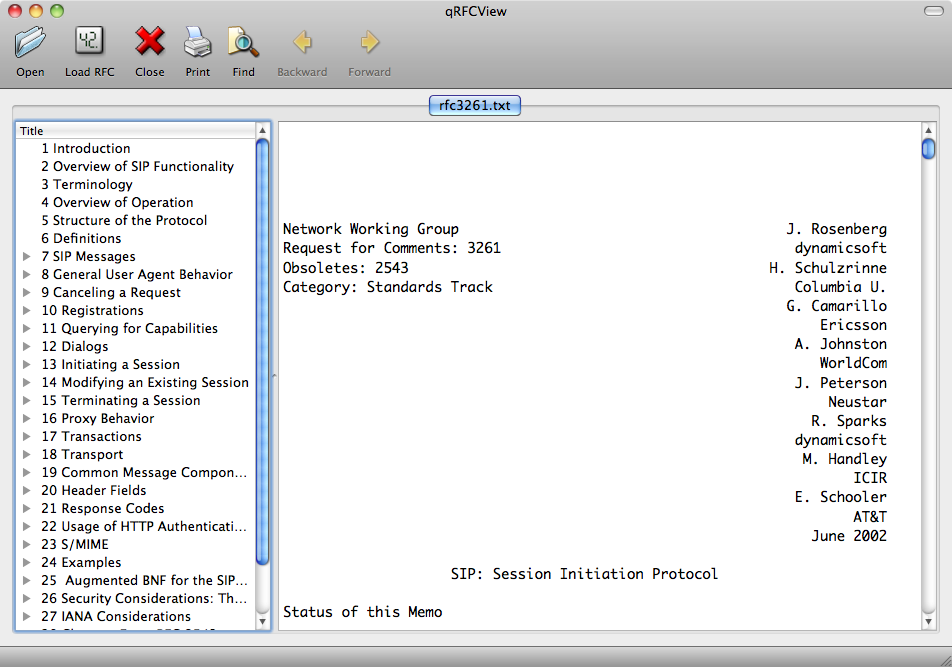 qRFCView
Open Load RFC Close Print Find Backward Forward
rfc3261.txt
Title
1 Introduction
2 Overview of SIP Functionality
3 Terminology
4 Overview of Operation
5 Structure of the Protocol
6 Definitions
7 SIP Messages
8 General User Agent Behavior
9 Canceling a Request
10 Registrations
11 Querying for Capabilities
12 Dialogs
13 Initiating a Session
14 Modifying an Existing Session
15 Terminating a Session
16 Proxy Behavior
17 Transactions
18 Transport
19 Common Message Compon...
20 Header Fields
21 Response Codes
22 Usage of HTTP Authenticati...
23 S/MIME
24 Examples
25  Augmented BNF for the SIP...
26 Security Considerations: Th...
27 IANA Considerations
Network Working Group J. Rosenberg
Request for Comments: 3261 dynamicsoft
Obsoletes: 2543 H. Schulzrinne
Category: Standards Track Columbia U.
G. Camarillo
Ericsson
A. Johnston
WorldCom
J. Peterson
Neustar
R. Sparks
dynamicsoft
M. Handley
ICIR
E. Schooler
AT&T
June 2002
SIP: Session Initiation Protocol
Status of this Memo